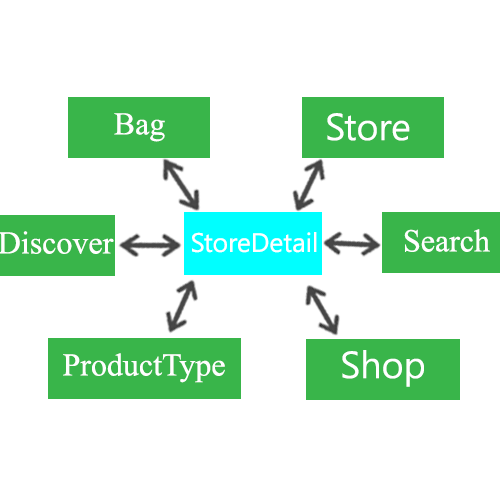 Bag
Store
Discover
StoreDetail
Search
ProductType
Shop